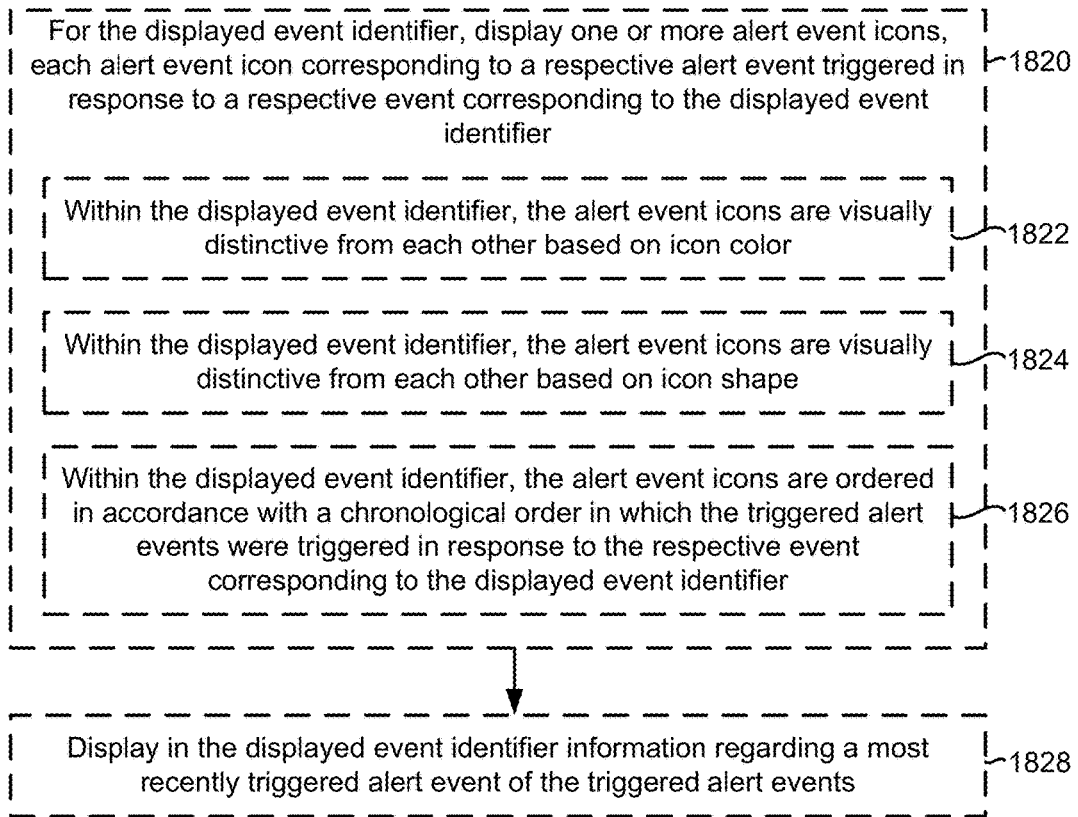 For the displayed event identifier, display one or more alert event icons,
each alert event icon corresponding to a respective alert event triggered in
response to a respective event corresponding to the displayed event
identifier
1820
Within the displayed event identifier, the alert event icons are visually
distinctive from each other based on icon color
1822
Within the displayed event identifier, the alert event icons are visually
distinctive from each other based on icon shape
1824
Within the displayed event identifier, the alert event icons are ordered
in accordance with a chronological order in which the triggered alert
events were triggered in response to the respective event
corresponding to the displayed event identifier
1826
Display in the displayed event identifier information regarding a most
recently triggered alert event of the triggered alert events
1828